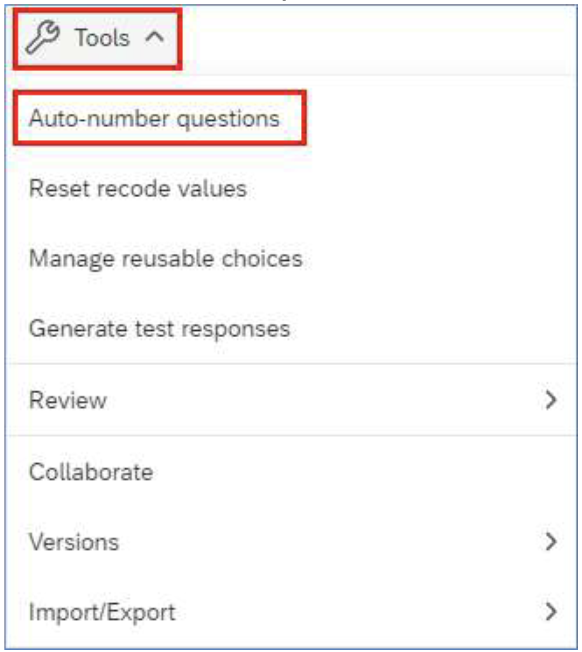 Tools
Auto-number questions
Reset recode values
Manage reusable choices
Generate test responses
Review
Collaborate
Versions
Import/Export